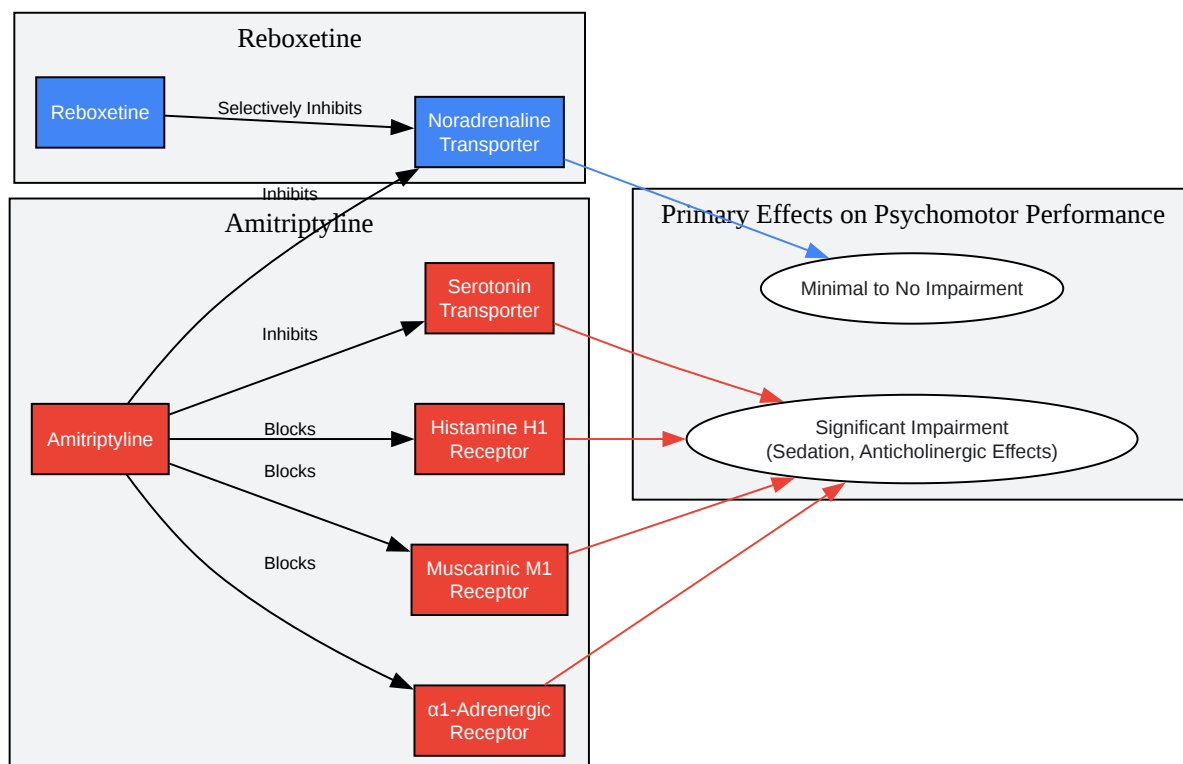 Reboxetine
Reboxetine
Selectively Inhibits
Noradrenaline
Transporter
Inhibits
Amitriptyline
Primary Effects on Psychomotor Performance
Serotonin
Transporter
Minimal to No Impairment
Inhibits
Amitriptyline
Blocks
Histamine H1
Receptor
Significant Impairment
(Sedation, Anticholinergic Effects)
Blocks
Muscarinic M1
Receptor
Blocks
α1-Adrenergic
Receptor